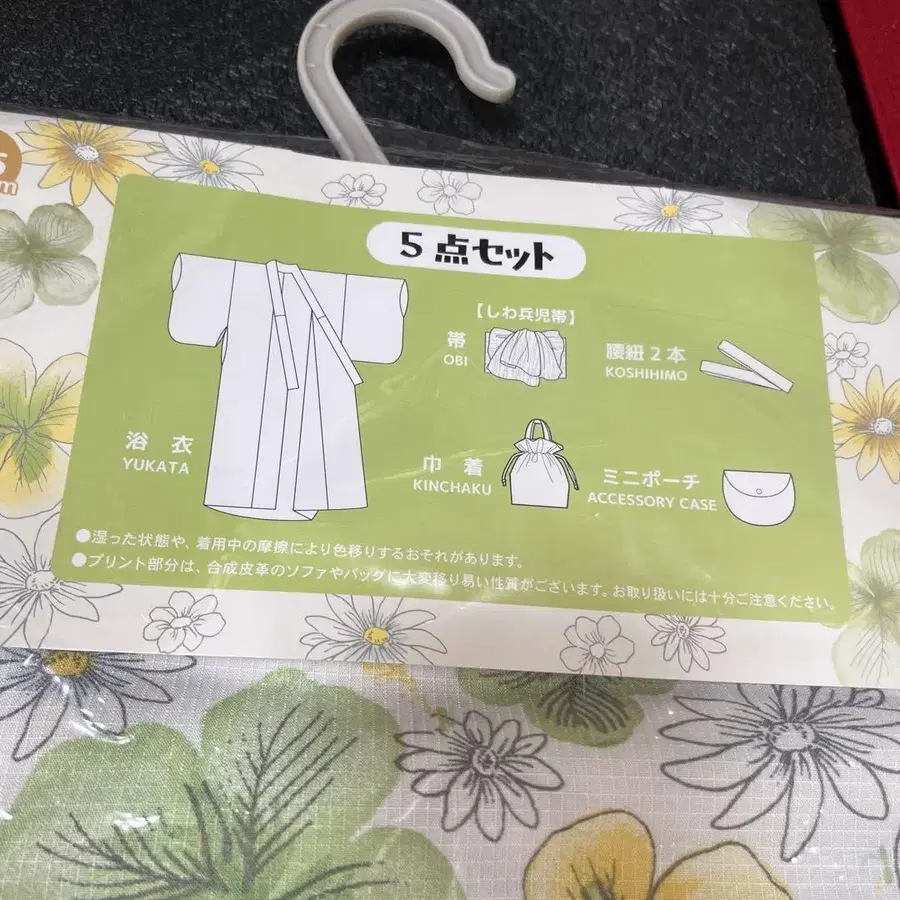 5点セット
【しわ兵児帯】
帯
OBI
腰紐2本
KOSHIHIMO
浴衣
YUKATA
巾着
KINCHAKU
ミニポーチ
ACCESSORY CASE
●湿った状態や、着用中の摩擦により色移りするおそれがあります。
●プリント部分は、合成皮革のソファやバッグに大変移り易い性質がございます。お取り扱いには十分ご注意ください。